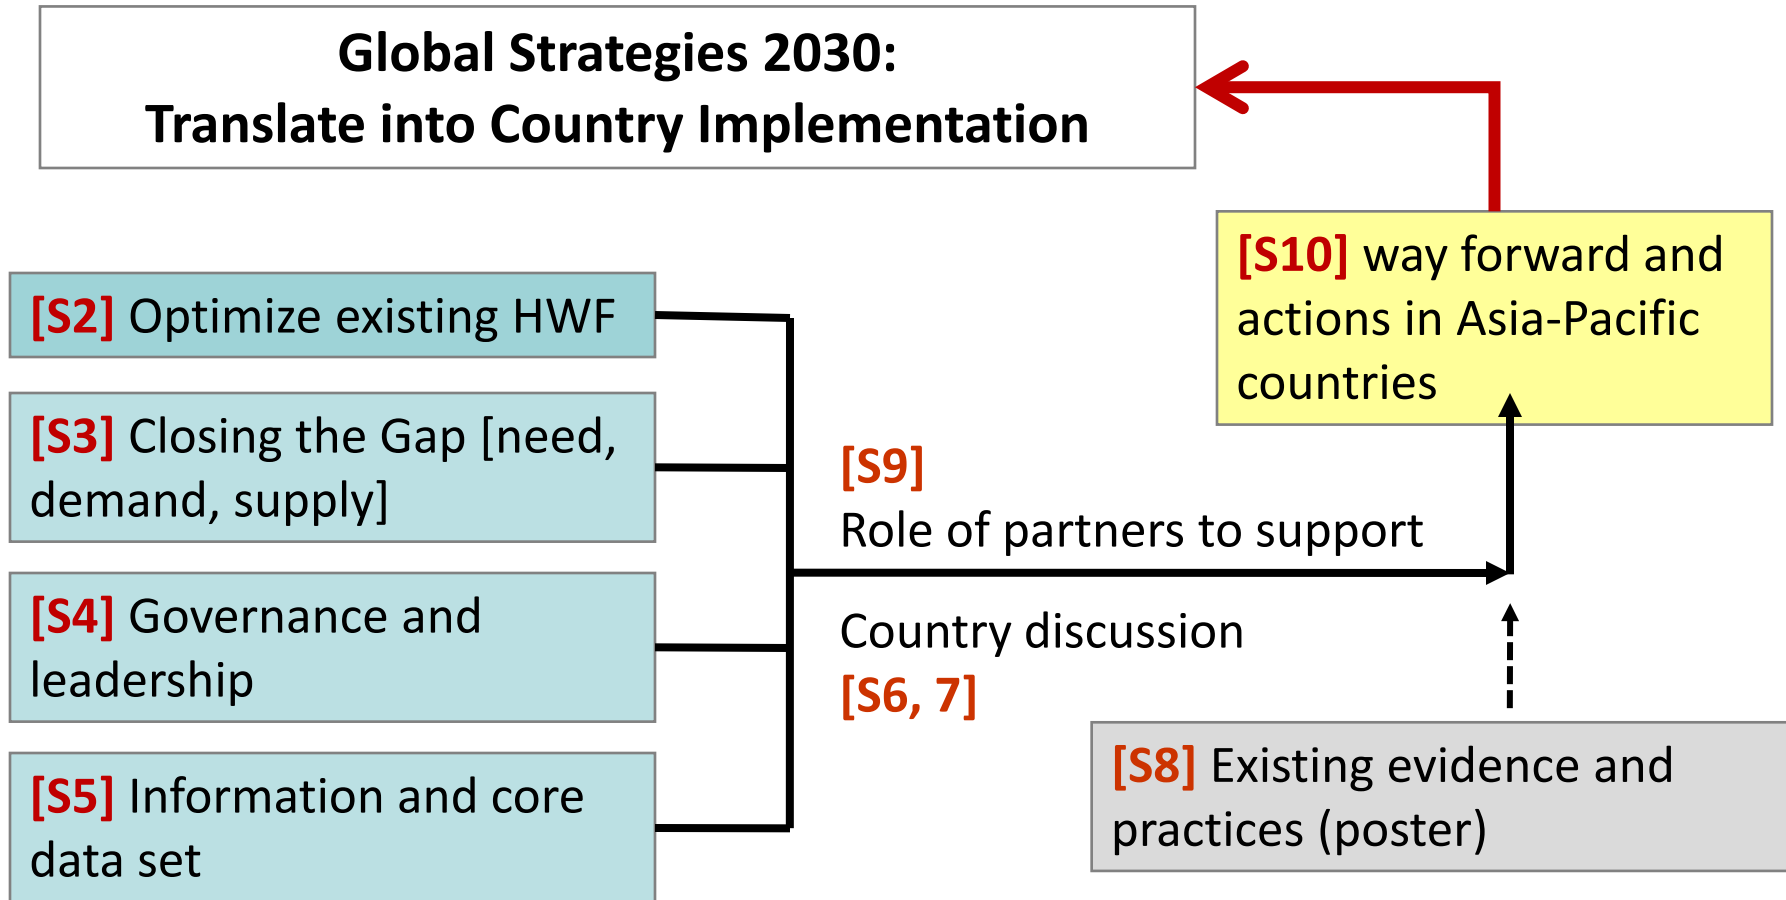 Global Strategies 2030:
Translate into Country Implementation
[S10] way forward and
actions in Asia-Pacific
countries
[S2] Optimize existing HWF
[S3] Closing the Gap [need,
demand, supply]
[S4] Governance and
leadership
[S5] Information and core
data set
[S9]
Role of partners to support
Country discussion
[S6, 7]
[S8] Existing evidence and
practices (poster)